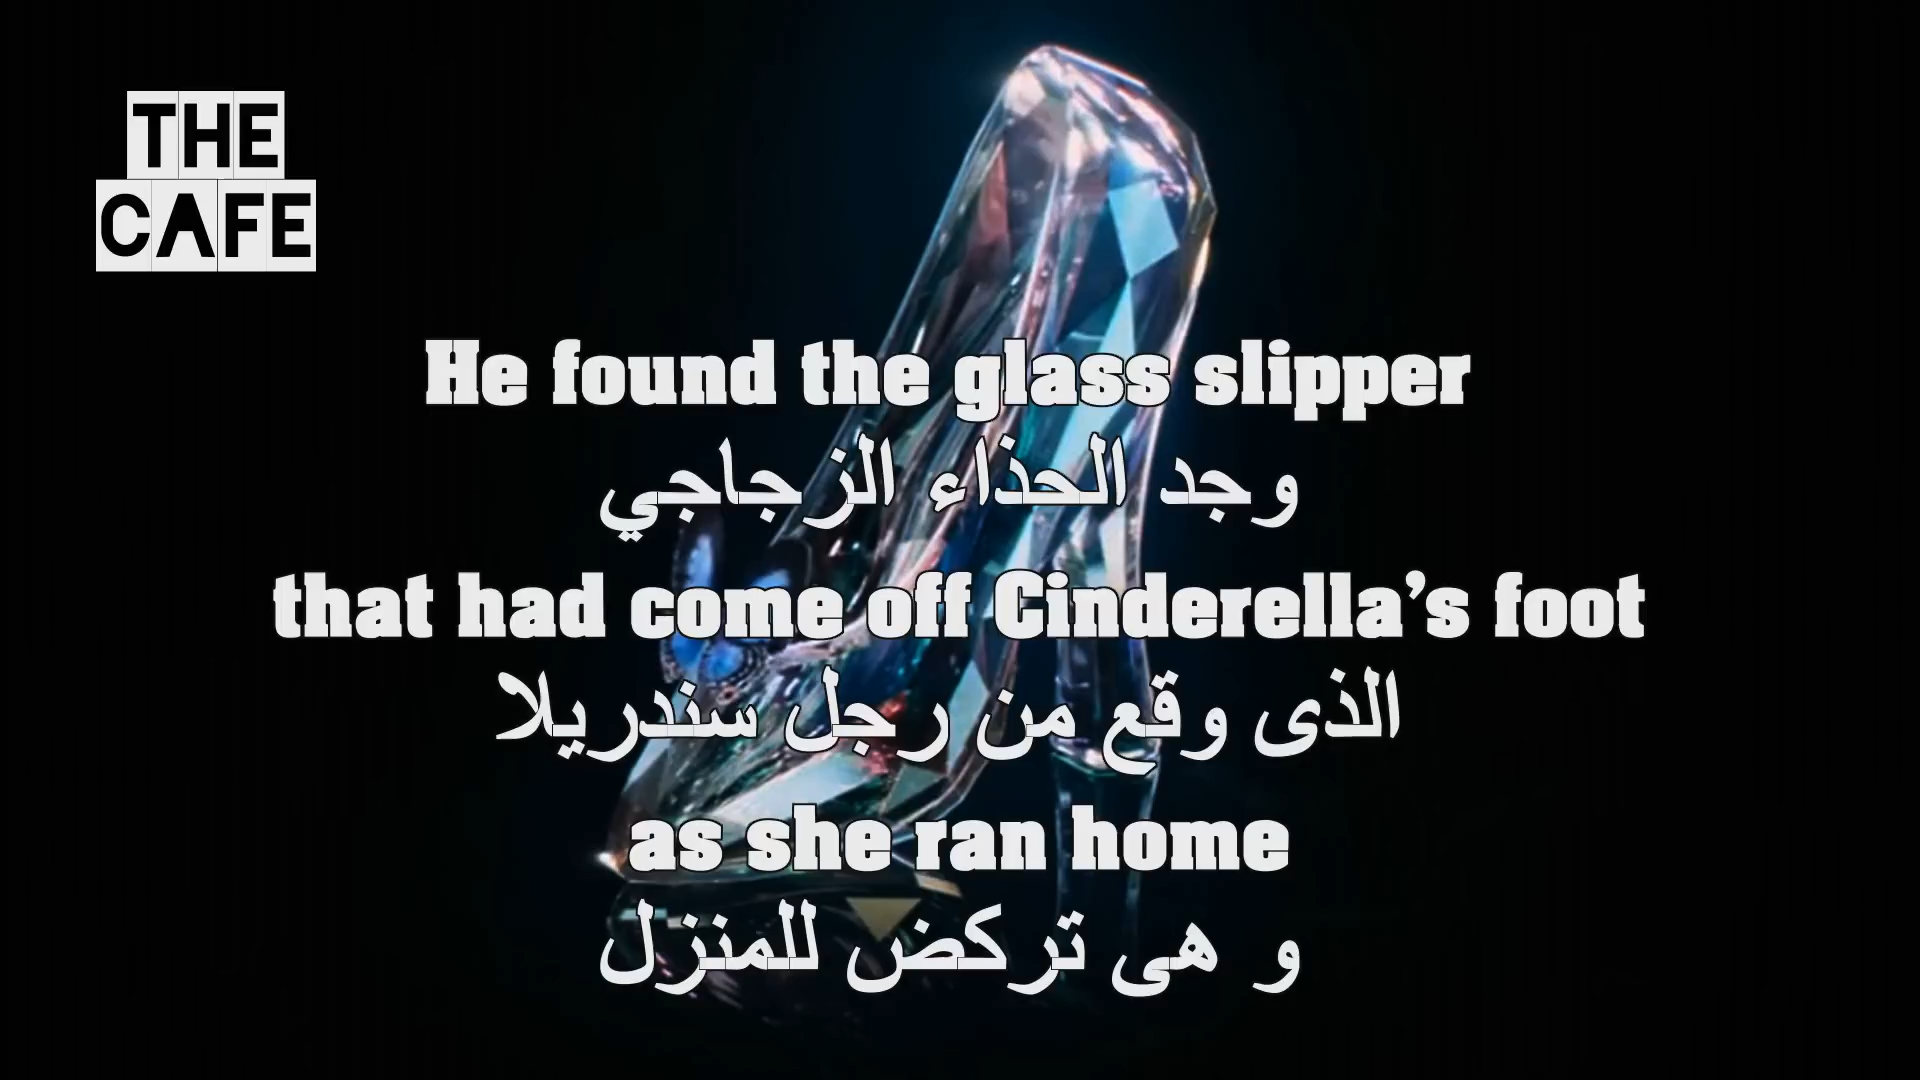 THE
CAFE
He found the glass slipper
وجد الحذاء الزجاجي
that had come off Cinderella’s foot
الذى وقع من رجل سندريلا
as she ran home
و هى تركض للمنزل